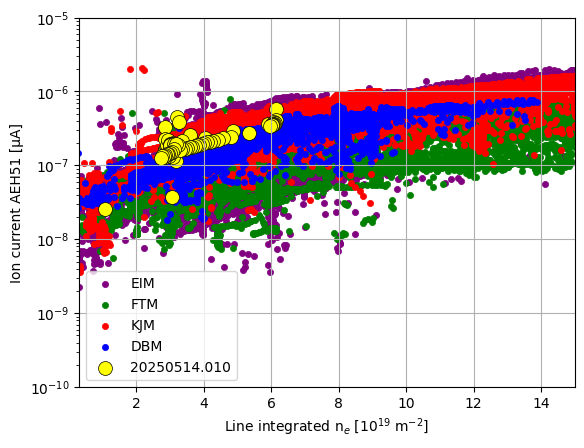 10⁻⁵
10⁻⁶
10⁻⁷
10⁻⁸
10⁻⁹
10⁻¹⁰
Ion current AEH51 [µA]
EIM
FTM
KJM
DBM
20250514.010
2 4 6 8 10 12 14
Line integrated nₑ [10¹⁹ m⁻²]